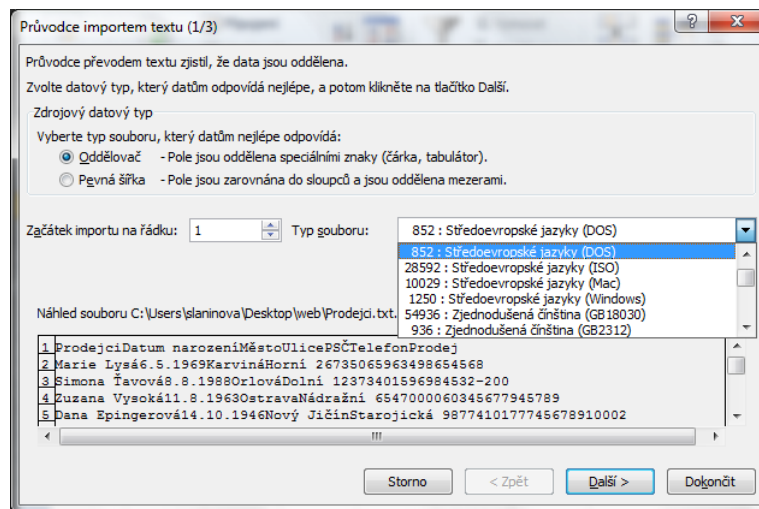 Průvodce importem textu (1/3)
Průvodce převodem textu zjistil, že data jsou oddělena.
Zvolte datový typ, který datům odpovídá nejlépe, a potom klikněte na tlačítko Další.
Zdrojový datový typ
Vyberte typ souboru, který datům nejlépe odpovídá:
Oddělovač - Pole jsou oddělena speciálními znaky (čárka, tabulátor).
Pevná šířka - Pole jsou zarovnána do sloupců a jsou oddělena mezerami.
Začátek importu na řádku: 1 Typ souboru: 852 : Středoevropské jazyky (DOS)
852 : Středoevropské jazyky (DOS)
28592 : Středoevropské jazyky (ISO)
10029 : Středoevropské jazyky (Mac)
1250 : Středoevropské jazyky (Windows)
54936 : Zjednodušená čínština (GB18030)
936 : Zjednodušená čínština (GB2312)
Náhled souboru C:\Users\slaninova\Desktop\web\Prodejci.txt.
1 ProdejciDatum narozeníMěstoUlicePSČTelefonProdej
2 Marie Lysá6.5.1969KarvináHorní 26735065963498654568
3 Simona Ťavová8.8.1988OrlováDolní 12373401596984532-200
4 Zuzana Vysoká11.8.1963OstravaNádražní 6547000060345677945789
5 Dana Epingerová14.10.1946Nový JičínStarojická 9877410177745678910002
Storno < Zpět Další > Dokončit